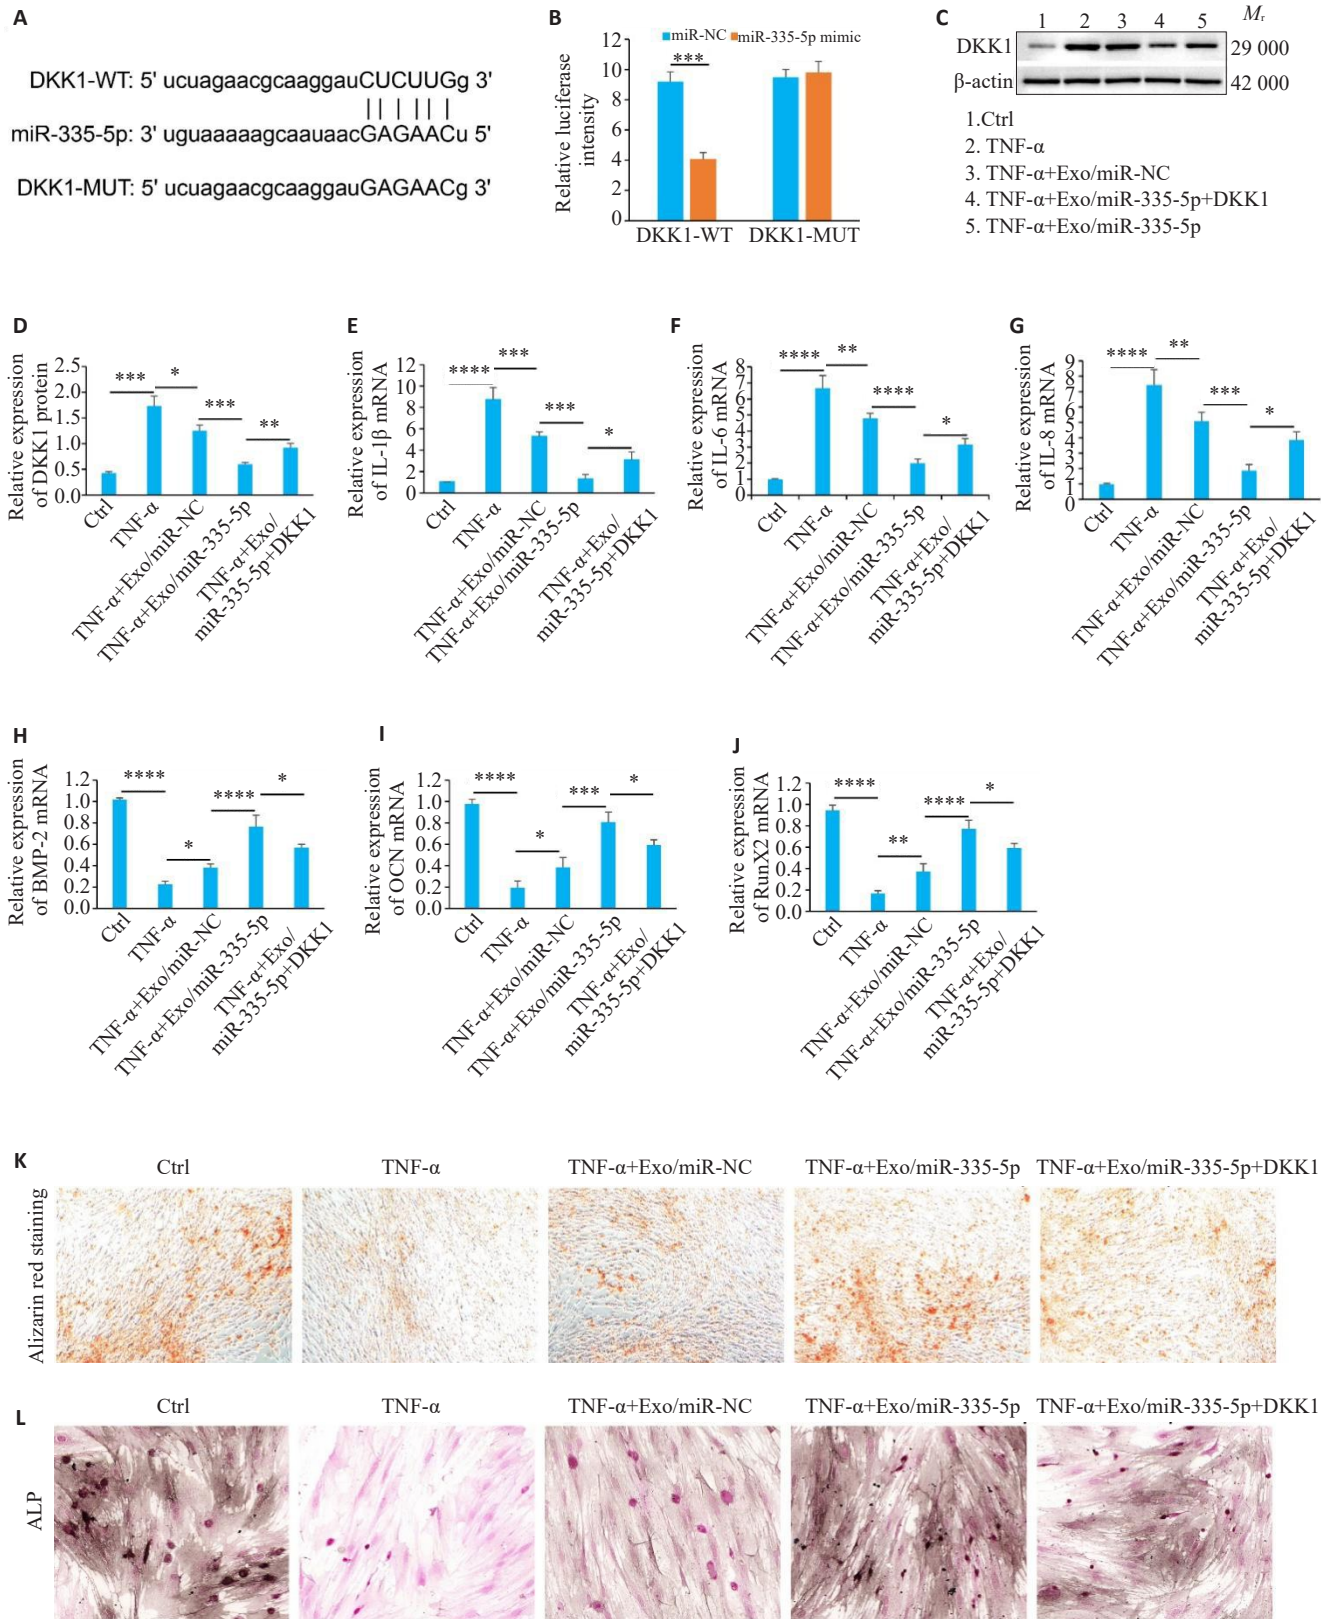 A
DKK1-WT: 5' ucuagaacgcaaggauCUCUUGg 3'
miR-335-5p: 3' uguaaaaagcaauaacGAGAACu 5'
DKK1-MUT: 5' ucuagaacgcaaggauGAGAACg 3'
B
Relative luciferase
intensity
12
10
8
6
4
2
0
miR-NC
miR-335-5p mimic
***
DKK1-WT
DKK1-MUT
C
1 2 3 4 5
Mr
DKK1
29 000
β-actin
42 000
1.Ctrl
2. TNF-α
3. TNF-α+Exo/miR-NC
4. TNF-α+Exo/miR-335-5p+DKK1
5. TNF-α+Exo/miR-335-5p
D
Relative expression
of DKK1 protein
2.5
2.0
1.5
1.0
0.5
0.0
***
*
***
**
Ctrl
TNF-α
TNF-α+Exo/miR-NC
TNF-α+Exo/miR-335-5p
TNF-α+Exo/
miR-335-5p+DKK1
E
Relative expression
of IL-1β mRNA
12
10
8
6
4
2
0
****
***
***
*
Ctrl
TNF-α
TNF-α+Exo/miR-NC
TNF-α+Exo/miR-335-5p
TNF-α+Exo/
miR-335-5p+DKK1
F
Relative expression
of IL-6 mRNA
8
7
6
5
4
3
2
1
0
****
**
****
*
Ctrl
TNF-α
TNF-α+Exo/miR-NC
TNF-α+Exo/miR-335-5p
TNF-α+Exo/
miR-335-5p+DKK1
G
Relative expression
of IL-8 mRNA
9
8
7
6
5
4
3
2
1
0
****
**
***
*
Ctrl
TNF-α
TNF-α+Exo/miR-NC
TNF-α+Exo/miR-335-5p
TNF-α+Exo/
miR-335-5p+DKK1
H
Relative expression
of BMP-2 mRNA
1.2
1.0
0.8
0.6
0.4
0.2
0.0
****
*
****
*
Ctrl
TNF-α
TNF-α+Exo/miR-NC
TNF-α+Exo/miR-335-5p
TNF-α+Exo/
miR-335-5p+DKK1
I
Relative expression
of OCN mRNA
1.2
1.0
0.8
0.6
0.4
0.2
0.0
****
*
***
*
Ctrl
TNF-α
TNF-α+Exo/miR-NC
TNF-α+Exo/miR-335-5p
TNF-α+Exo/
miR-335-5p+DKK1
J
Relative expression
of RunX2 mRNA
1.2
1.0
0.8
0.6
0.4
0.2
0.0
****
**
****
*
Ctrl
TNF-α
TNF-α+Exo/miR-NC
TNF-α+Exo/miR-335-5p
TNF-α+Exo/
miR-335-5p+DKK1
K
Alizarin red staining
Ctrl
TNF-α
TNF-α+Exo/miR-NC
TNF-α+Exo/miR-335-5p
TNF-α+Exo/miR-335-5p+DKK1
L
ALP
Ctrl
TNF-α
TNF-α+Exo/miR-NC
TNF-α+Exo/miR-335-5p
TNF-α+Exo/miR-335-5p+DKK1